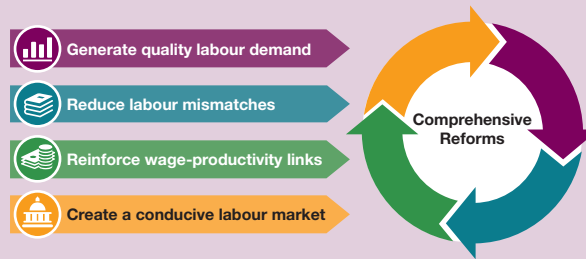 Generate quality labour demand
Reduce labour mismatches
Reinforce wage-productivity links
Create a conducive labour market
Comprehensive
Reforms